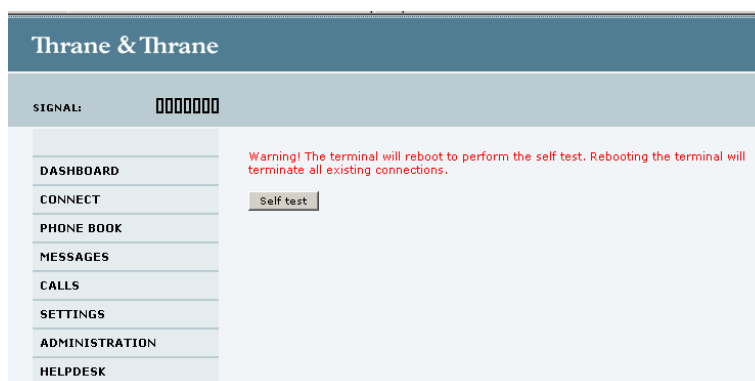 Thrane & Thrane
SIGNAL:
DASHBOARD
CONNECT
PHONE BOOK
MESSAGES
CALLS
SETTINGS
ADMINISTRATION
HELPDESK
Warning! The terminal will reboot to perform the self test. Rebooting the terminal will
terminate all existing connections.
Self test